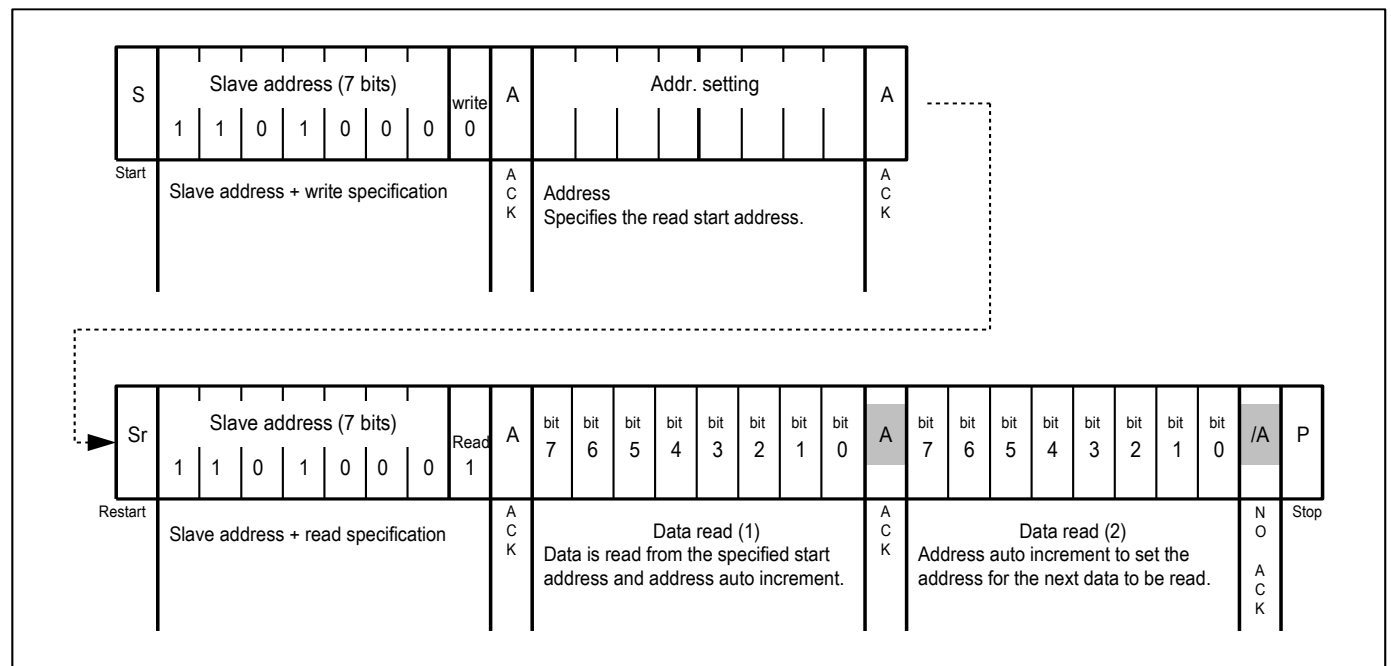 Slave address (7 bits)
Addr. setting
S
write
A
A
1 1 0 1 0 0 0 0
Start
Slave address + write specification
A
C
K
Address
Specifies the read start address.
A
C
K
Slave address (7 bits)
Sr
Read
A
bit bit bit bit bit bit bit bit
7 6 5 4 3 2 1 0
A
bit bit bit bit bit bit bit bit
7 6 5 4 3 2 1 0
/A
P
1 1 0 1 0 0 0 1
Restart
Slave address + read specification
A
C
K
Data read (1)
Data is read from the specified start
address and address auto increment.
A
C
K
Data read (2)
Address auto increment to set the
address for the next data to be read.
N
O
A
C
K
Stop